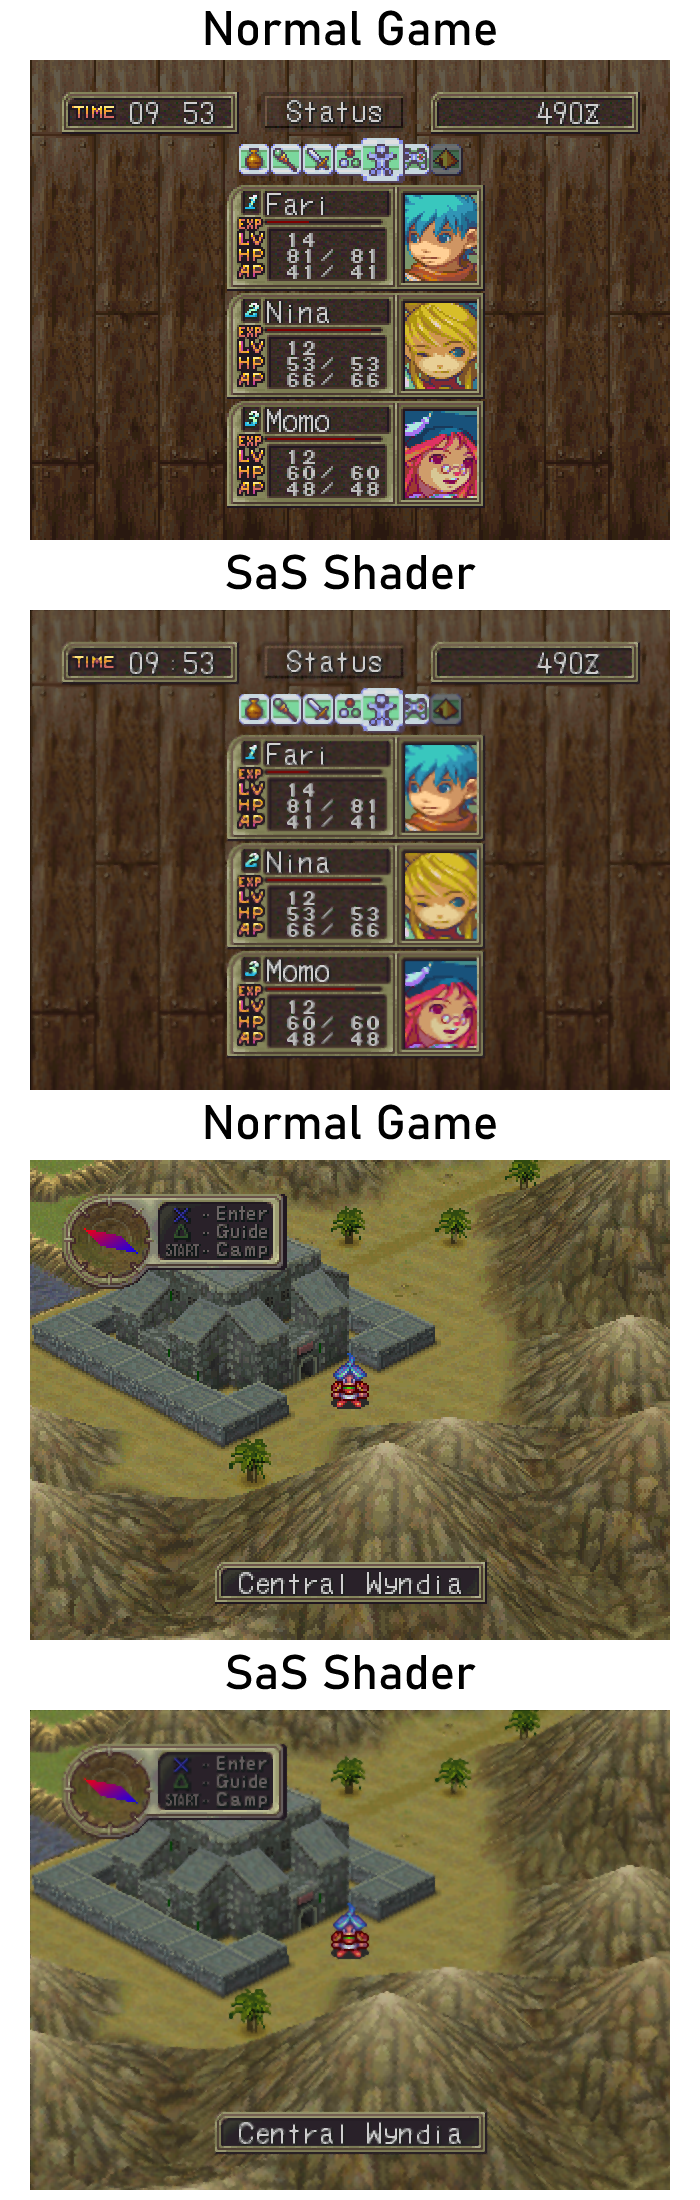 Normal Game
TIME 09 53 Status 490Z
1 Fari
EXP
LV 14
HP 81/ 81
AP 41/ 41
2 Nina
EXP
LV 12
HP 53/ 53
AP 66/ 66
3 Momo
EXP
LV 12
HP 60/ 60
AP 48/ 48
SaS Shader
TIME 09:53 Status 490Z
1 Fari
EXP
LV 14
HP 81/ 81
AP 41/ 41
2 Nina
EXP
LV 12
HP 53/ 53
AP 66/ 66
3 Momo
EXP
LV 12
HP 60/ 60
AP 48/ 48
Normal Game
X ·· Enter
△ ·· Guide
START ·· Camp
Central Wyndia
SaS Shader
X ·· Enter
△ ·· Guide
START ·· Camp
Central Wyndia